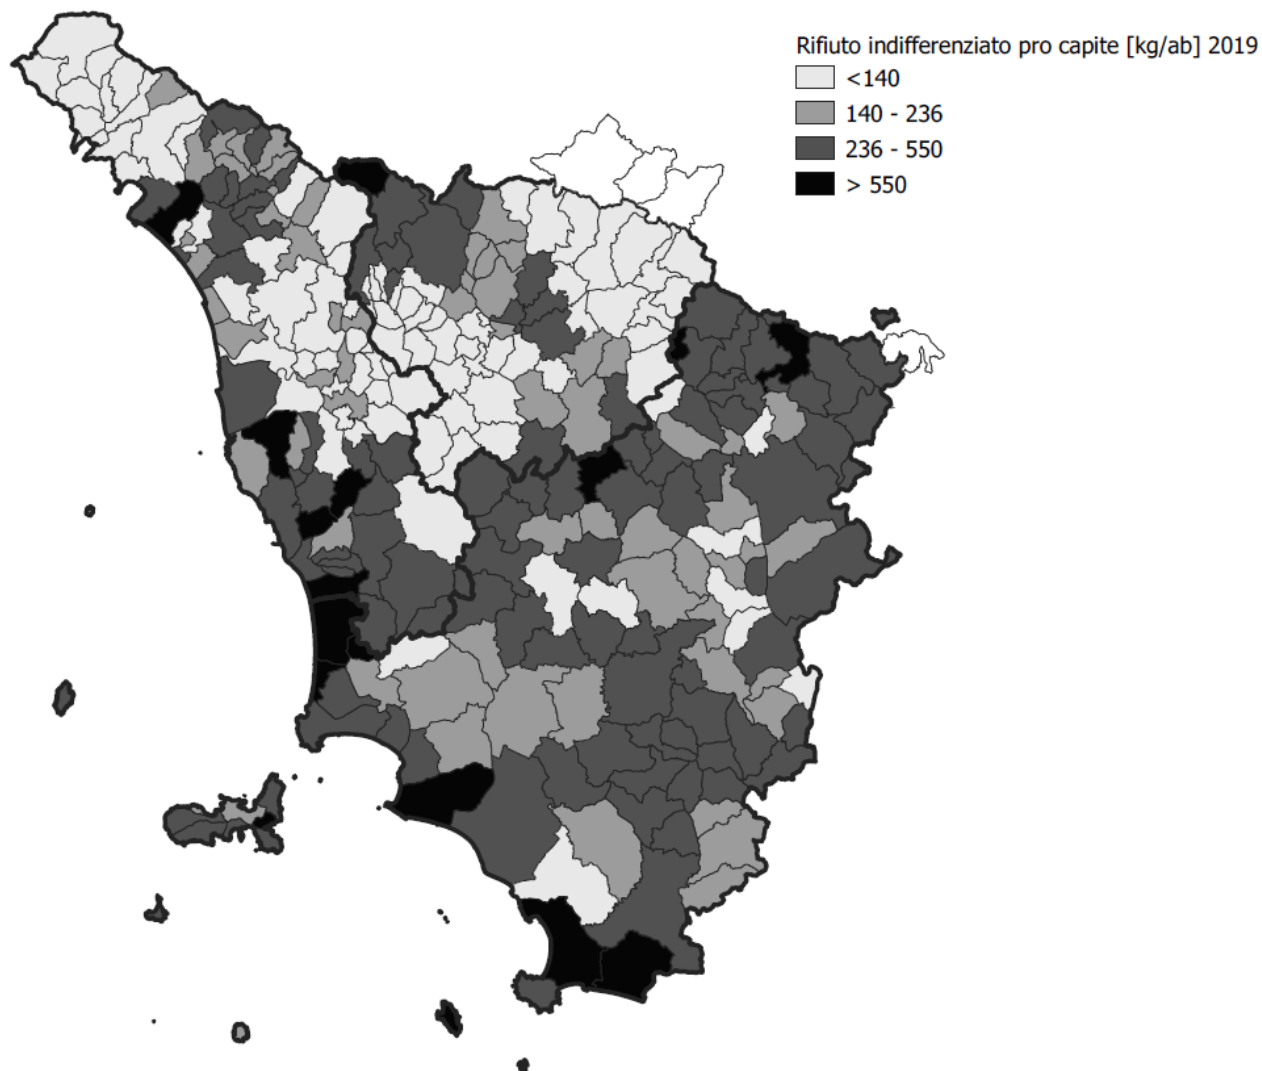 Rifiuto indifferenziato pro capite [kg/ab] 2019
<140
140 - 236
236 - 550
> 550